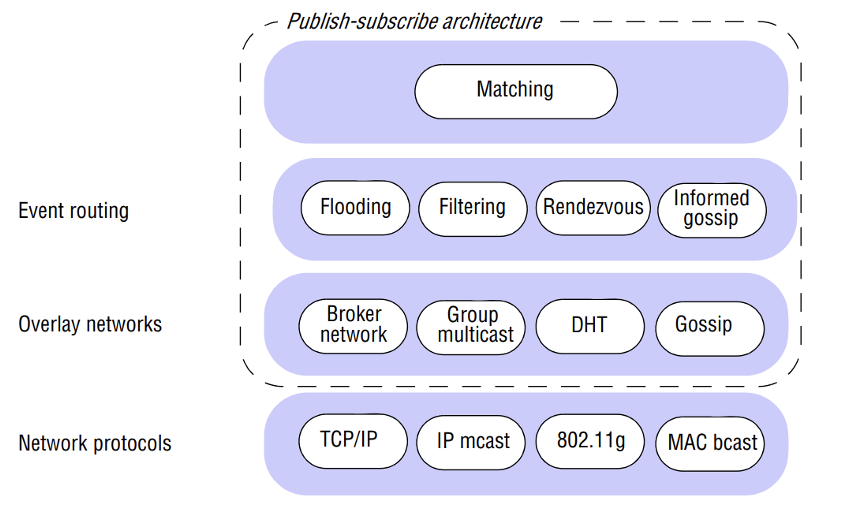 Publish-subscribe architecture
Matching
Event routing
Flooding
Filtering
Rendezvous
Informed
gossip
Overlay networks
Broker
network
Group
multicast
DHT
Gossip
Network protocols
TCP/IP
IP mcast
802.11g
MAC bcast